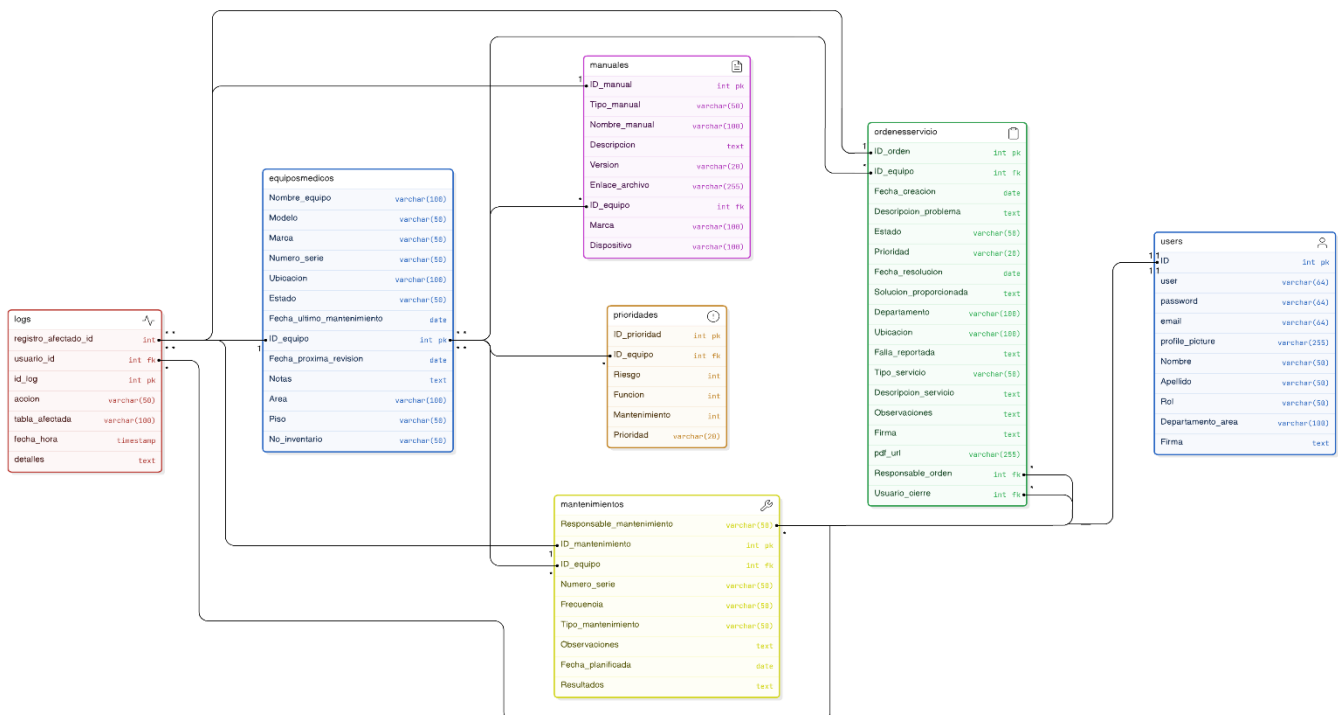 manuales
ID_manual int pk
Tipo_manual varchar(50)
Nombre_manual varchar(100)
Descripcion text
Version varchar(20)
Enlace_archivo varchar(255)
ID_equipo int fk
Marca varchar(100)
Dispositivo varchar(100)
ordenesservicio
ID_orden int pk
ID_equipo int fk
Fecha_creacion date
Descripcion_problema text
Estado varchar(50)
Prioridad varchar(20)
Fecha_resolucion date
Solucion_proporcionada text
Departamento varchar(100)
Ubicacion varchar(100)
Falla_reportada text
Tipo_servicio varchar(50)
Descripcion_servicio text
Observaciones text
Firma text
pdf_url varchar(255)
Responsable_orden int fk
Usuario_cierre int fk
equiposmedicos
Nombre_equipo varchar(100)
Modelo varchar(50)
Marca varchar(50)
Numero_serie varchar(50)
Ubicacion varchar(100)
Estado varchar(50)
Fecha_ultimo_mantenimiento date
ID_equipo int pk
Fecha_proxima_revision date
Notas text
Area varchar(100)
Piso varchar(50)
No_inventario varchar(50)
users
ID int pk
user varchar(64)
password varchar(64)
email varchar(64)
profile_picture varchar(255)
Nombre varchar(50)
Apellido varchar(50)
Rol varchar(50)
Departamento_area varchar(100)
Firma text
logs
registro_afectado_id int
usuario_id int fk
id_log int pk
accion varchar(50)
tabla_afectada varchar(100)
fecha_hora timestamp
detalles text
prioridades
ID_prioridad int pk
ID_equipo int fk
Riesgo int
Funcion int
Mantenimiento int
Prioridad varchar(20)
mantenimientos
Responsable_mantenimiento varchar(50)
ID_mantenimiento int pk
ID_equipo int fk
Numero_serie varchar(50)
Frecuencia varchar(50)
Tipo_mantenimiento varchar(50)
Observaciones text
Fecha_planificada date
Resultados text
1
1
1
1
1 1
1 1